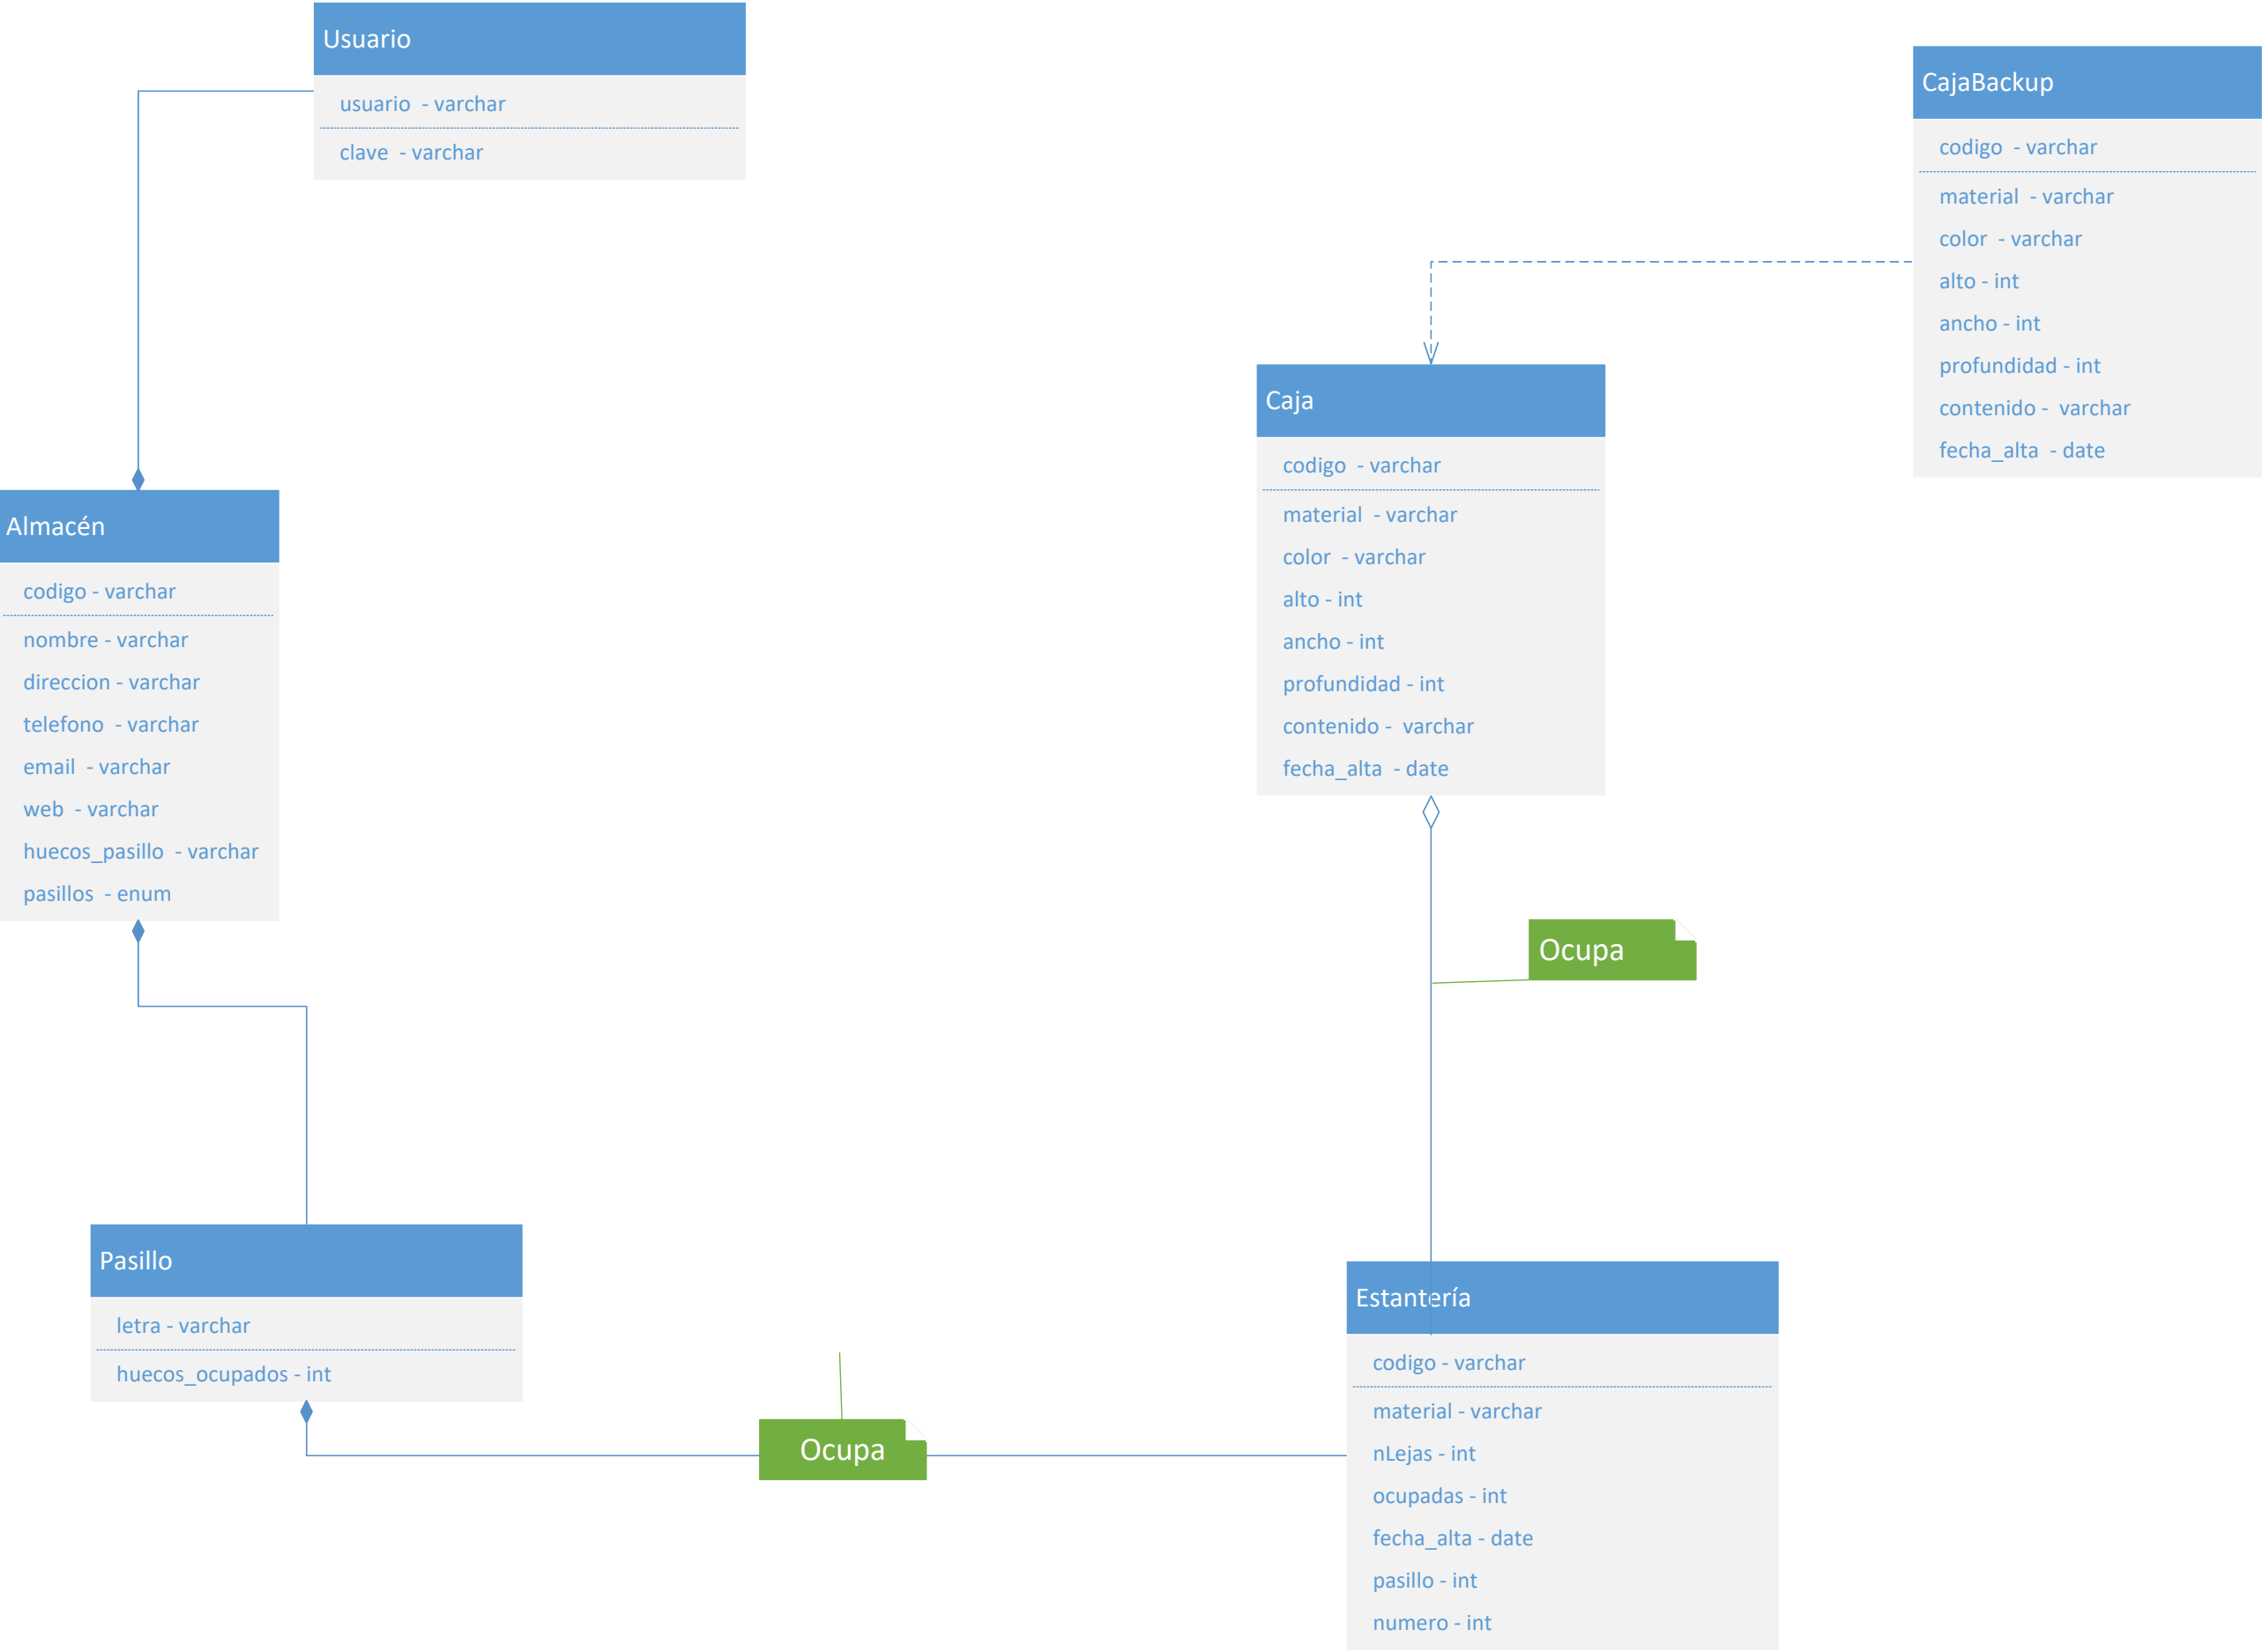 Usuario
usuario - varchar
clave - varchar
CajaBackup
codigo - varchar
material - varchar
color - varchar
alto - int
ancho - int
profundidad - int
contenido - varchar
fecha_alta - date
Caja
codigo - varchar
material - varchar
color - varchar
alto - int
ancho - int
profundidad - int
contenido - varchar
fecha_alta - date
Almacén
codigo - varchar
nombre - varchar
direccion - varchar
telefono - varchar
email - varchar
web - varchar
huecos_pasillo - varchar
pasillos - enum
Ocupa
Pasillo
letra - varchar
huecos_ocupados - int
Ocupa
Estantería
codigo - varchar
material - varchar
nLejas - int
ocupadas - int
fecha_alta - date
pasillo - int
numero - int